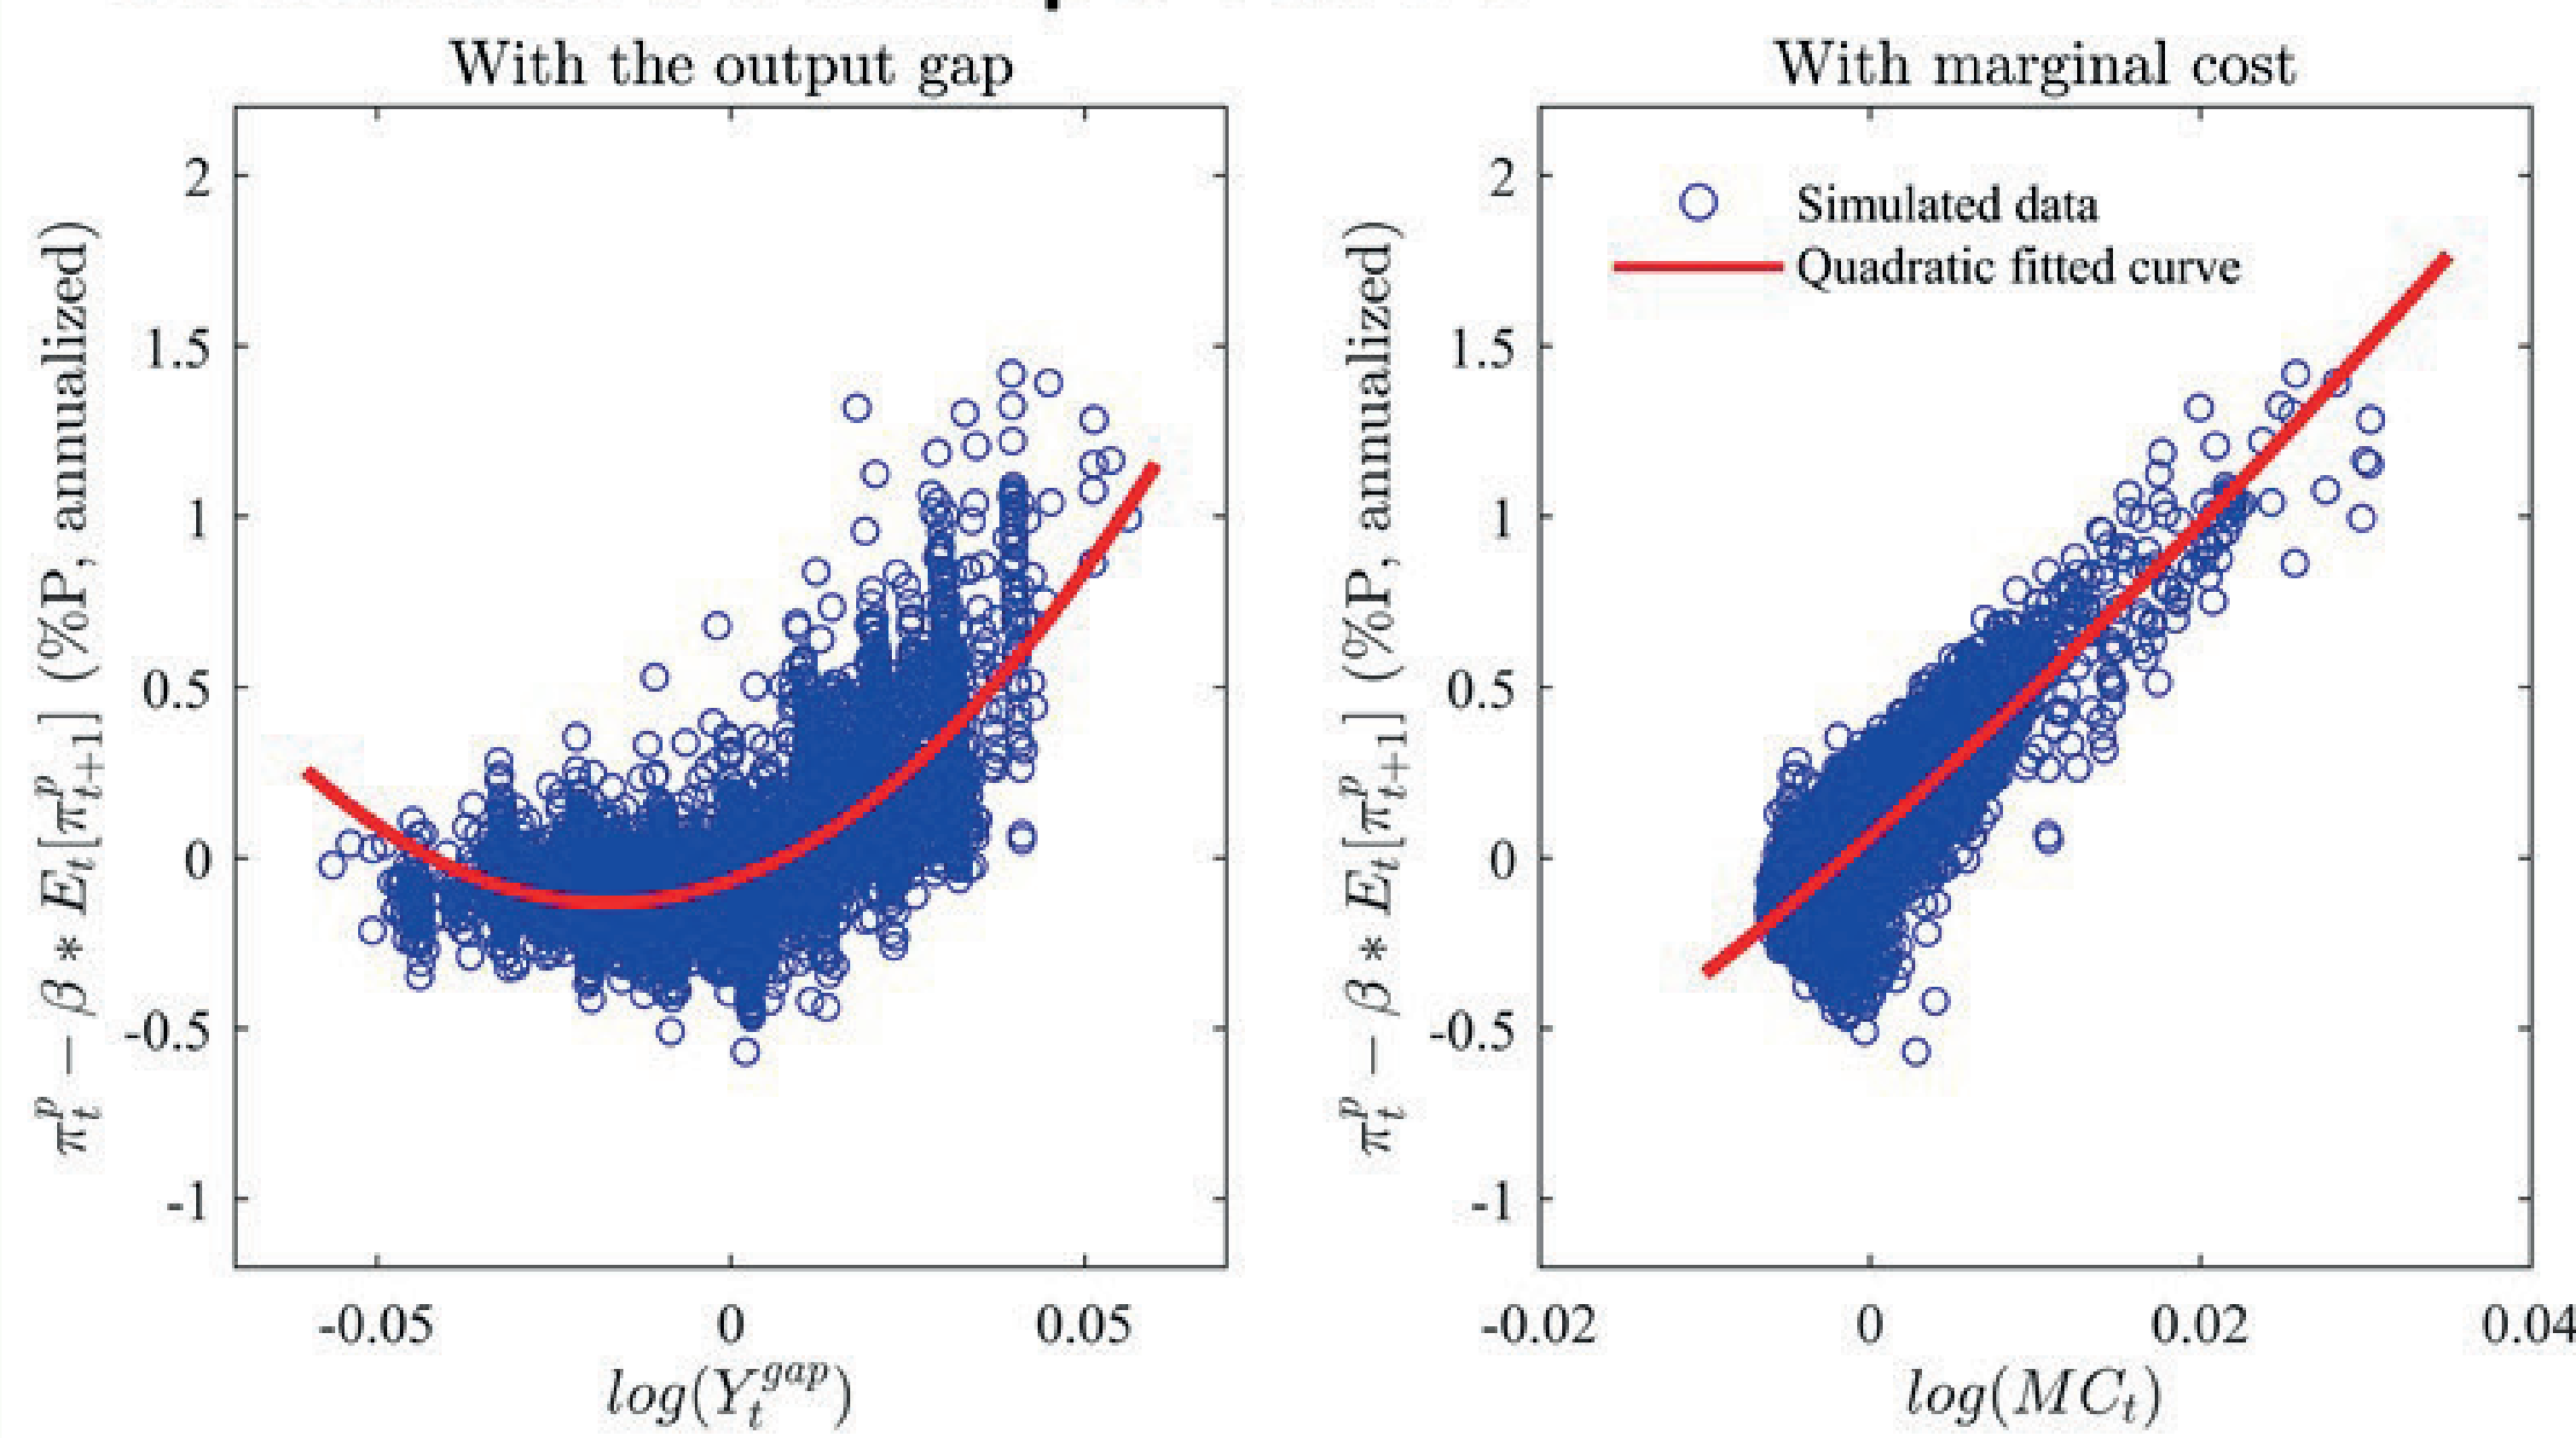 With the output gap
2
1.5
1
0.5
0
-0.5
-1
-0.05 0 0.05
log(Y_t^{gap})
π_t^p − β * E_t[π_{t+1}^p] (%P, annualized)
With marginal cost
Simulated data
Quadratic fitted curve
2
1.5
1
0.5
0
-0.5
-1
-0.02 0 0.02 0.04
log(MC_t)
π_t^p − β * E_t[π_{t+1}^p] (%P, annualized)